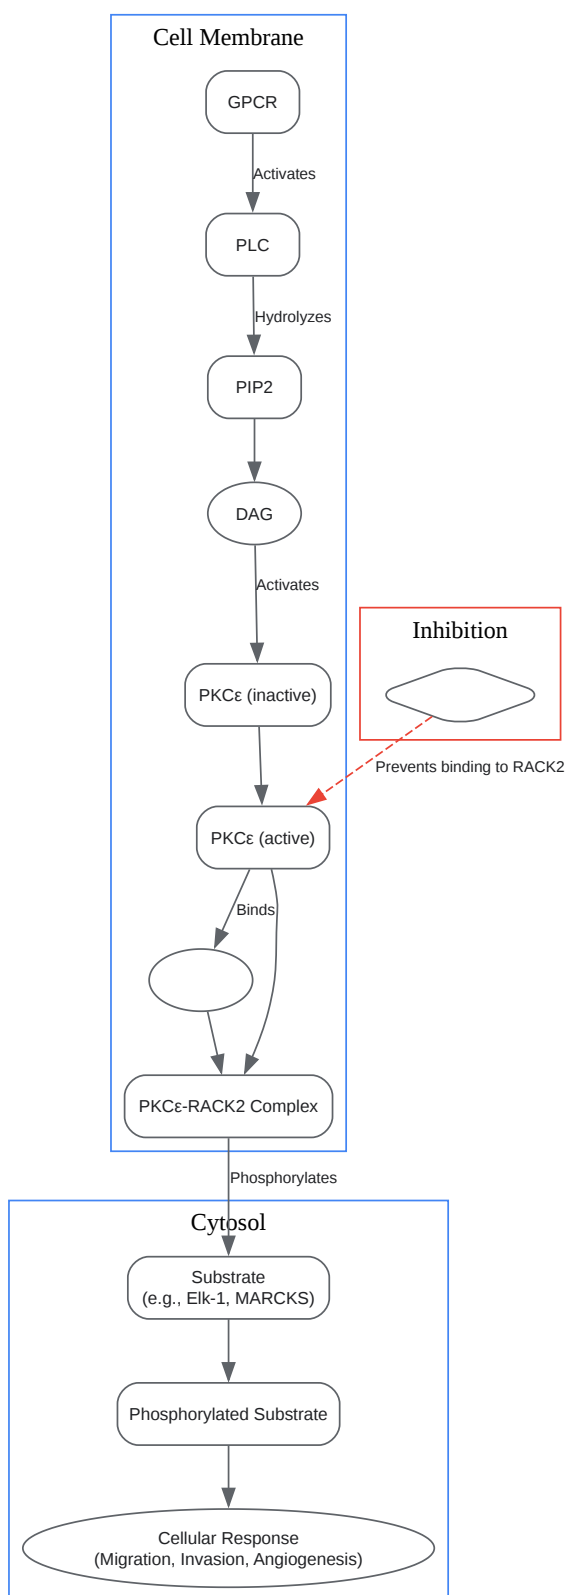 Cell Membrane
GPCR
Activates
PLC
Hydrolyzes
PIP2
DAG
Activates
Inhibition
PKCε (inactive)
Prevents binding to RACK2
PKCε (active)
Binds
PKCε-RACK2 Complex
Phosphorylates
Cytosol
Substrate
(e.g., Elk-1, MARCKS)
Phosphorylated Substrate
Cellular Response
(Migration, Invasion, Angiogenesis)